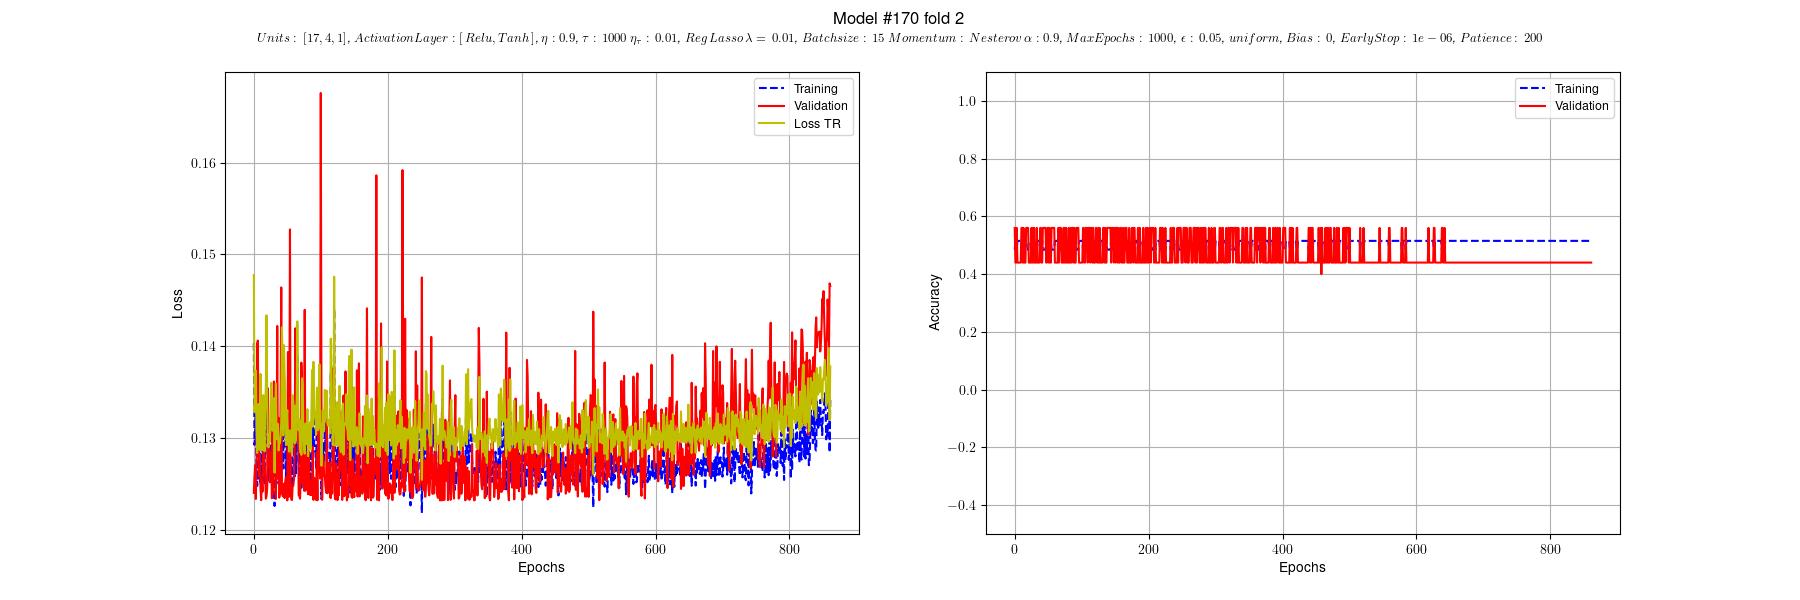 Model #170 fold 2
Units : [17, 4, 1], ActivationLayer : [ Relu, Tanh ], η : 0.9, τ : 1000 ητ : 0.01, Reg Lasso λ = 0.01, Batchsize : 15 Momentum : Nesterov α : 0.9, MaxEpochs : 1000, ϵ : 0.05, uniform, Bias : 0, EarlyStop : 1e − 06, Patience : 200
Training
Validation
Loss TR
0.16
0.15
0.14
0.13
0.12
Loss
0 200 400 600 800
Epochs
Training
Validation
1.0
0.8
0.6
0.4
0.2
0.0
−0.2
−0.4
Accuracy
0 200 400 600 800
Epochs